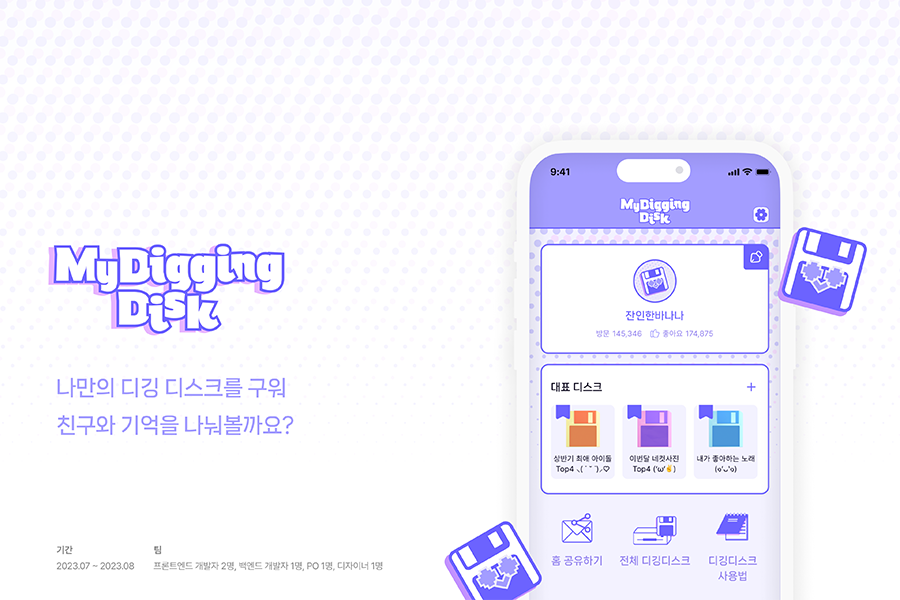 MyDigging
Disk
나만의 디깅 디스크를 구워
친구와 기억을 나눠볼까요?
기간
2023.07 ~ 2023.08
팀
프론트엔드 개발자 2명, 백엔드 개발자 1명, PO 1명, 디자이너 1명
9:41
MyDigging
Disk
잔인한바나나
방문 145,346 좋아요 174,875
대표 디스크
+
상반기 최애 아이돌
Top4 ⸜(´ ˘ `)⸝♡
이번달 네컷사진
Top4 ('ω'✌️)
내가 좋아하는 노래
(o'ᴗ'o)
홈 공유하기
전체 디깅디스크
디깅디스크
사용법